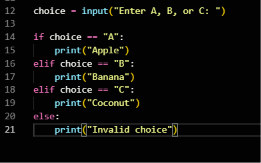 12 choice = input("Enter A, B, or C: ")
13
14 if choice == "A":
15     print("Apple")
16 elif choice == "B":
17     print("Banana")
18 elif choice == "C":
19     print("Coconut")
20 else:
21     print("Invalid choice")